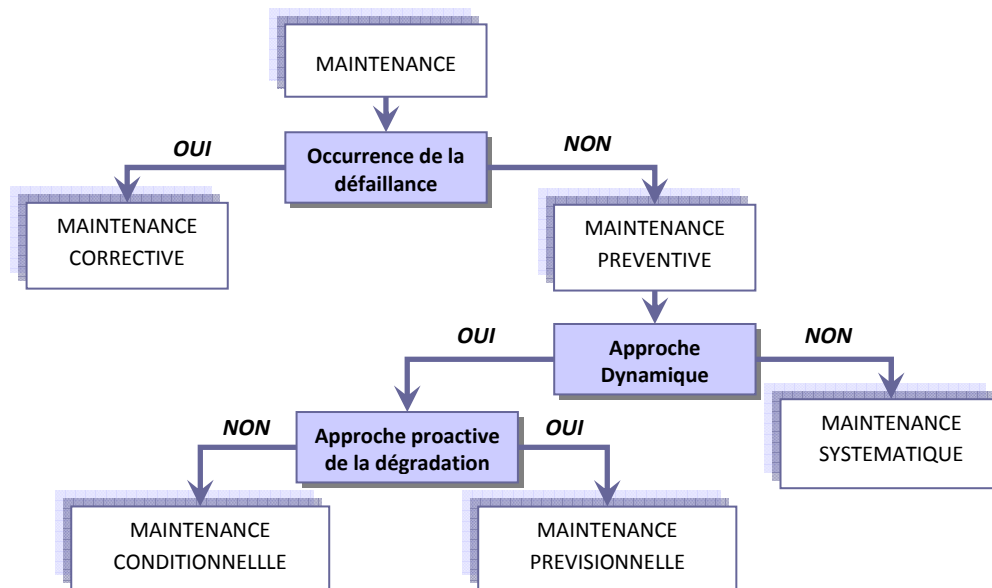 MAINTENANCE
OUI
Occurrence de la
défaillance
NON
MAINTENANCE
CORRECTIVE
MAINTENANCE
PREVENTIVE
OUI
Approche
Dynamique
NON
NON
Approche proactive
de la dégradation
OUI
MAINTENANCE
SYSTEMATIQUE
MAINTENANCE
CONDITIONNELLLE
MAINTENANCE
PREVISIONNELLE